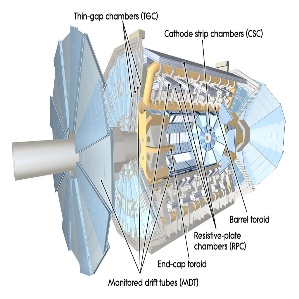 Thin-gap chambers (TGC)
Cathode strip chambers (CSC)
Barrel toroid
Resistive-plate
chambers (RPC)
End-cap toroid
Monitored drift tubes (MDT)